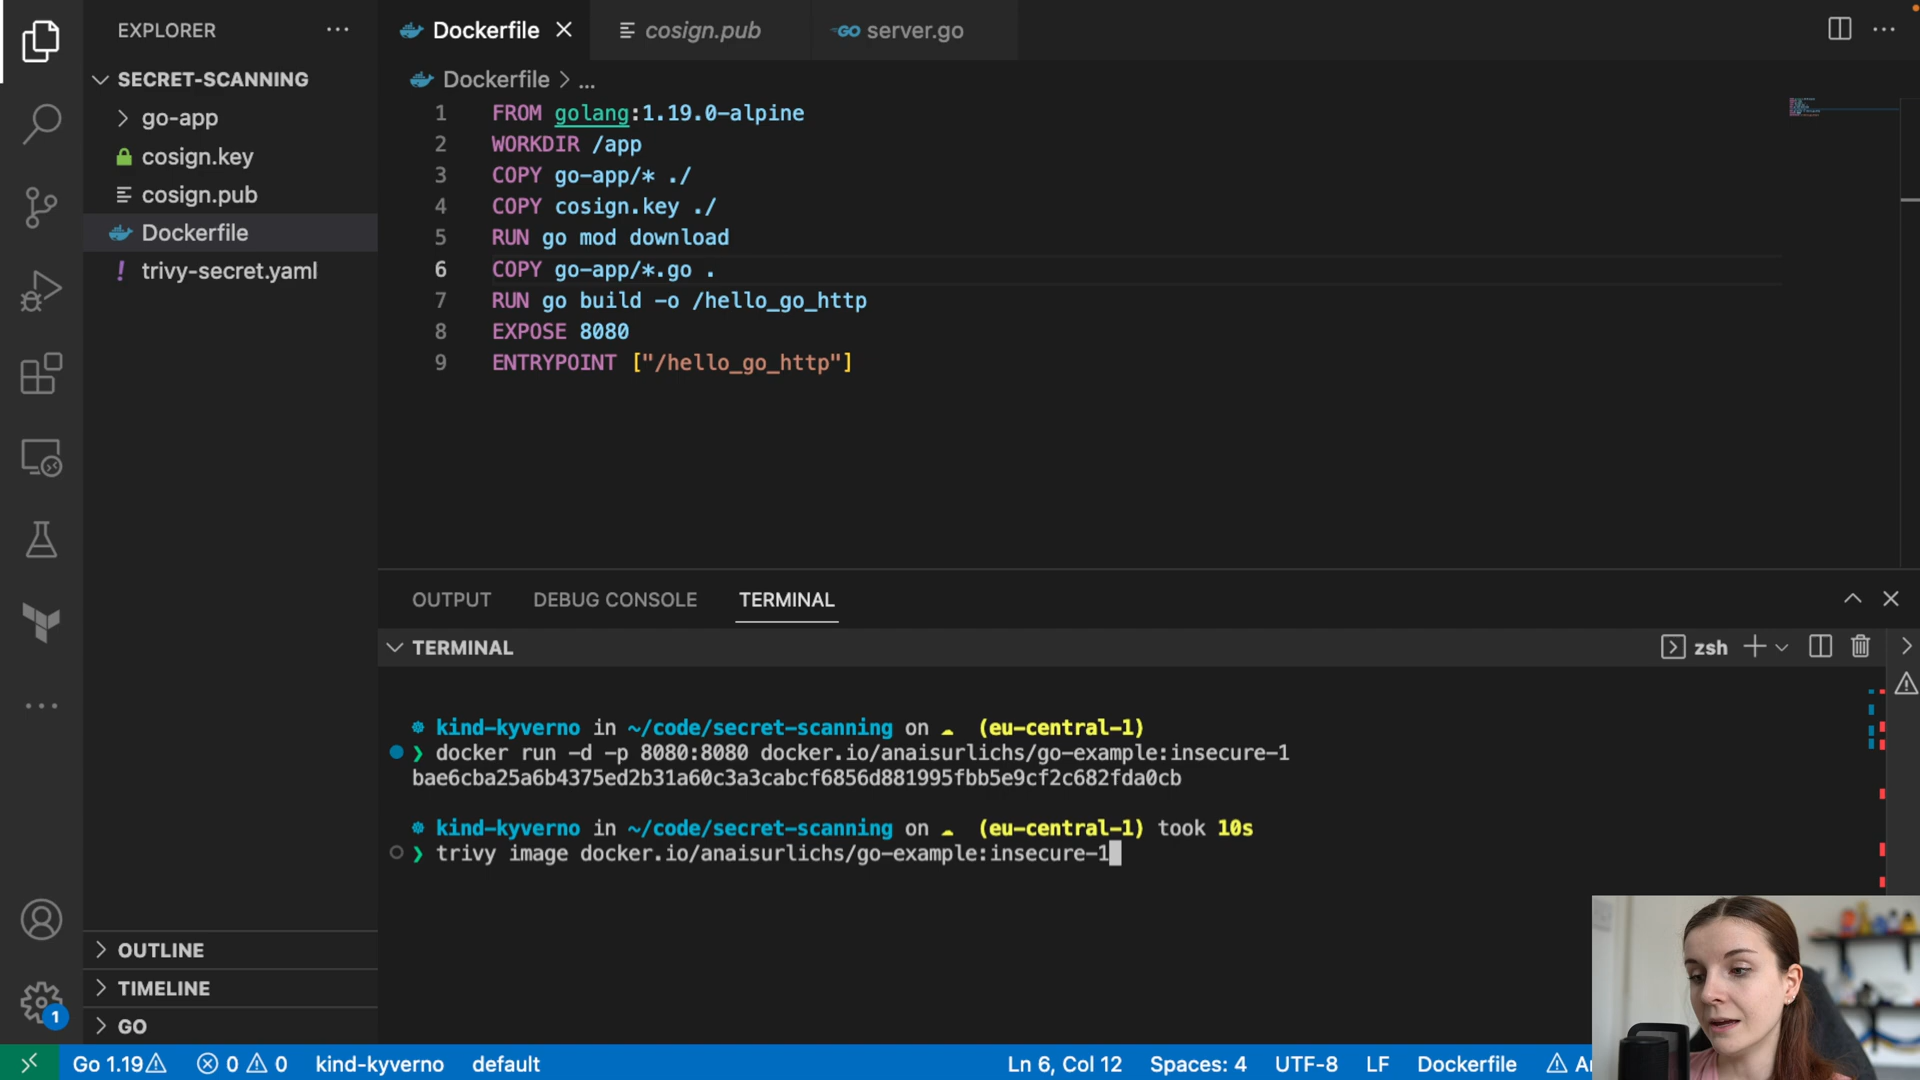 EXPLORER
SECRET-SCANNING
go-app
cosign.key
cosign.pub
Dockerfile
trivy-secret.yaml
OUTLINE
TIMELINE
GO
Dockerfile
cosign.pub
GO server.go
Dockerfile > ...
1 FROM golang:1.19.0-alpine
2 WORKDIR /app
3 COPY go-app/* ./
4 COPY cosign.key ./
5 RUN go mod download
6 COPY go-app/*.go .
7 RUN go build -o /hello_go_http
8 EXPOSE 8080
9 ENTRYPOINT ["/hello_go_http"]
OUTPUT DEBUG CONSOLE TERMINAL
TERMINAL
zsh
kind-kyverno in ~/code/secret-scanning on (eu-central-1)
❯ docker run -d -p 8080:8080 docker.io/anaisurlichs/go-example:insecure-1
bae6cba25a6b4375ed2b31a60c3a3cabcf6856d881995fbb5e9cf2c682fda0cb
kind-kyverno in ~/code/secret-scanning on (eu-central-1) took 10s
❯ trivy image docker.io/anaisurlichs/go-example:insecure-1
1
Go 1.19 0 0 kind-kyverno default Ln 6, Col 12 Spaces: 4 UTF-8 LF Dockerfile